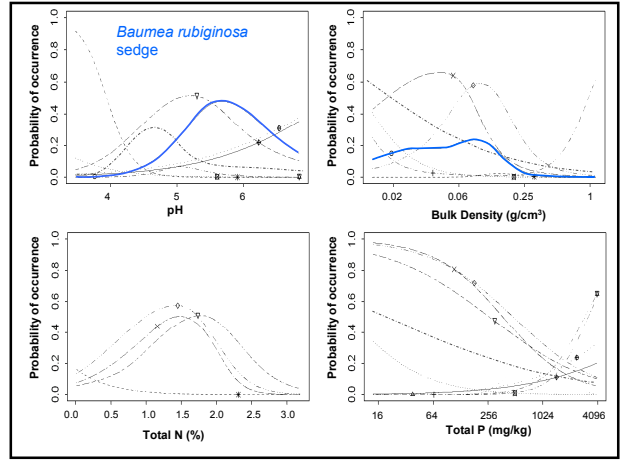 Baumea rubiginosa
sedge
Probability of occurrence
0.0 0.2 0.4 0.6 0.8 1.0
4 5 6
pH
Probability of occurrence
0.0 0.2 0.4 0.6 0.8 1.0
0.02 0.06 0.25 1
Bulk Density (g/cm³)
Probability of occurrence
0.0 0.2 0.4 0.6 0.8 1.0
0.0 0.5 1.0 1.5 2.0 2.5 3.0
Total N (%)
Probability of occurrence
0.0 0.2 0.4 0.6 0.8 1.0
16 64 256 1024 4096
Total P (mg/kg)